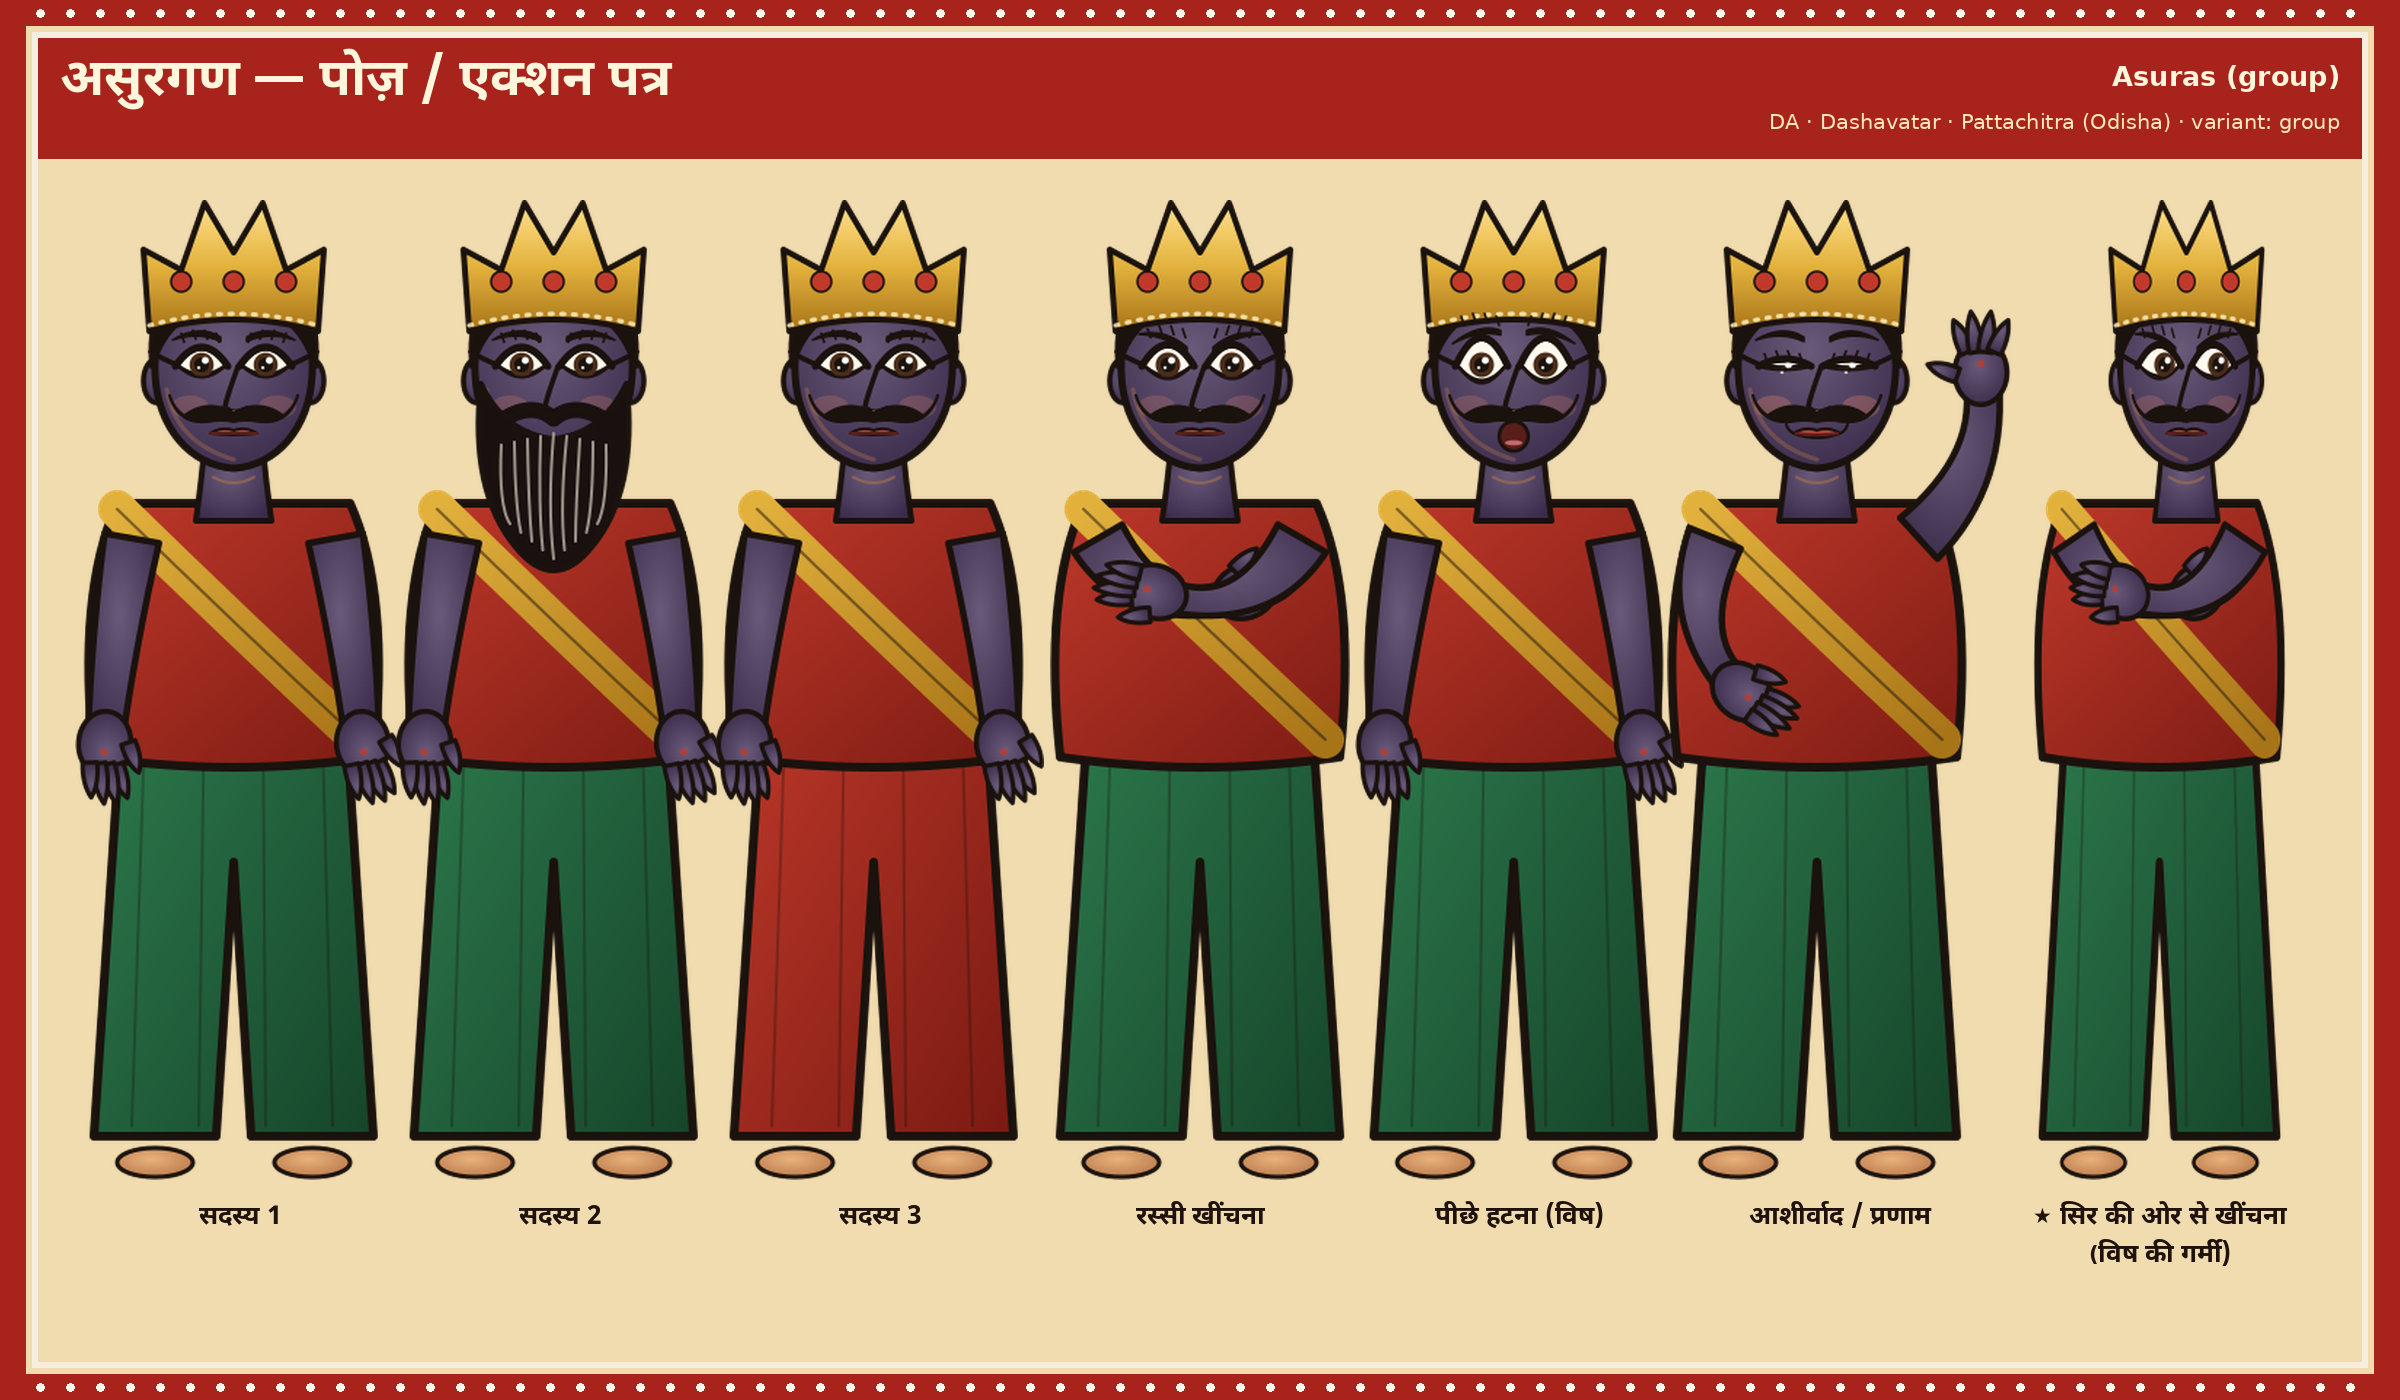 असुरगण — पोज़ / एक्शन पत्र
Asuras (group)
DA · Dashavatar · Pattachitra (Odisha) · variant: group
सदस्य 1
सदस्य 2
सदस्य 3
रस्सी खींचना
पीछे हटना (विष)
आशीर्वाद / प्रणाम
★ सिर की ओर से खींचना
(विष की गर्मी)